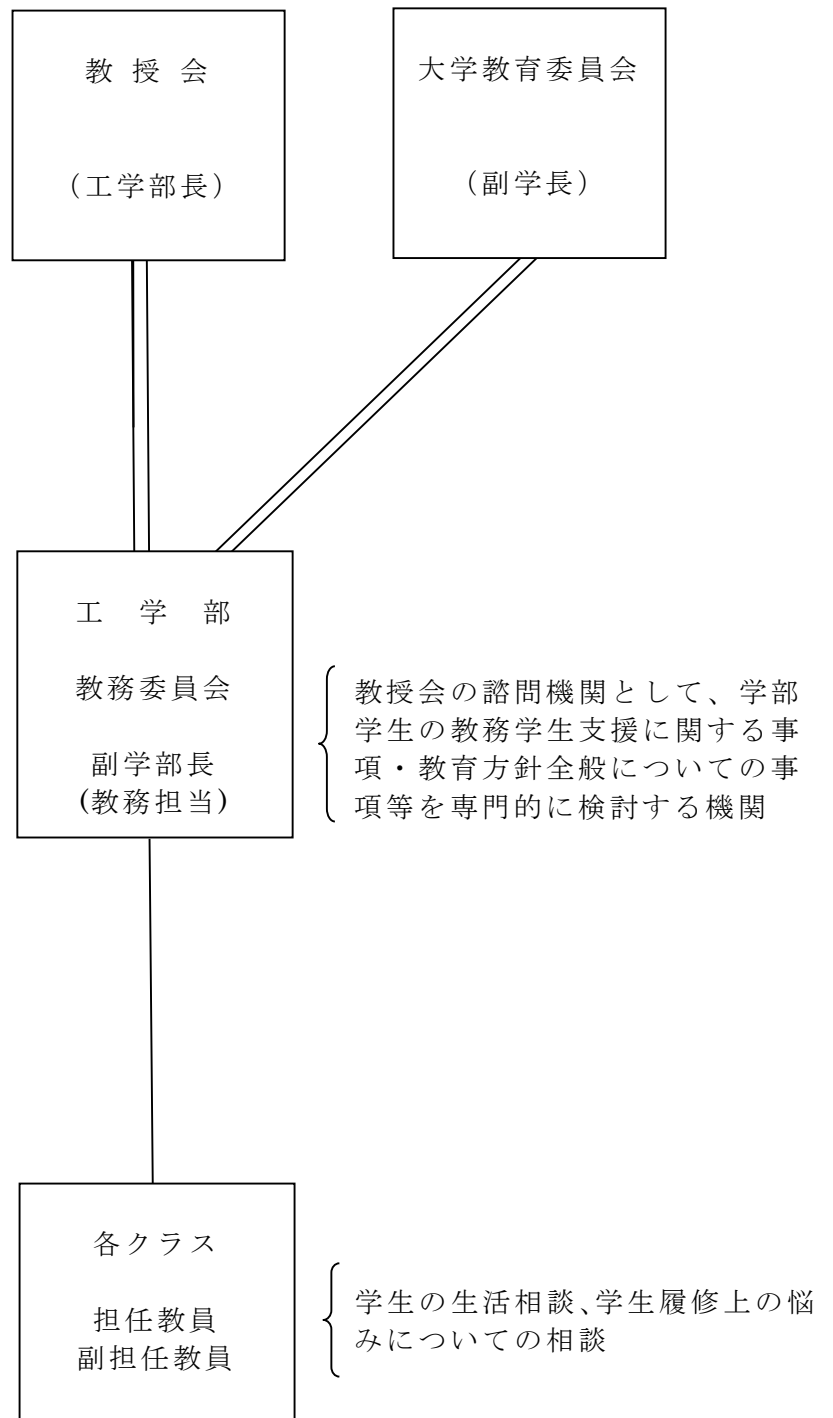 教授会
（工学部長）
大学教育委員会
（副学長）
工学部
教務委員会
副学部長
(教務担当)
教授会の諮問機関として、学部
学生の教務学生支援に関する事
項・教育方針全般についての事
項等を専門的に検討する機関
各クラス
担任教員
副担任教員
学生の生活相談、学生履修上の悩
みについての相談